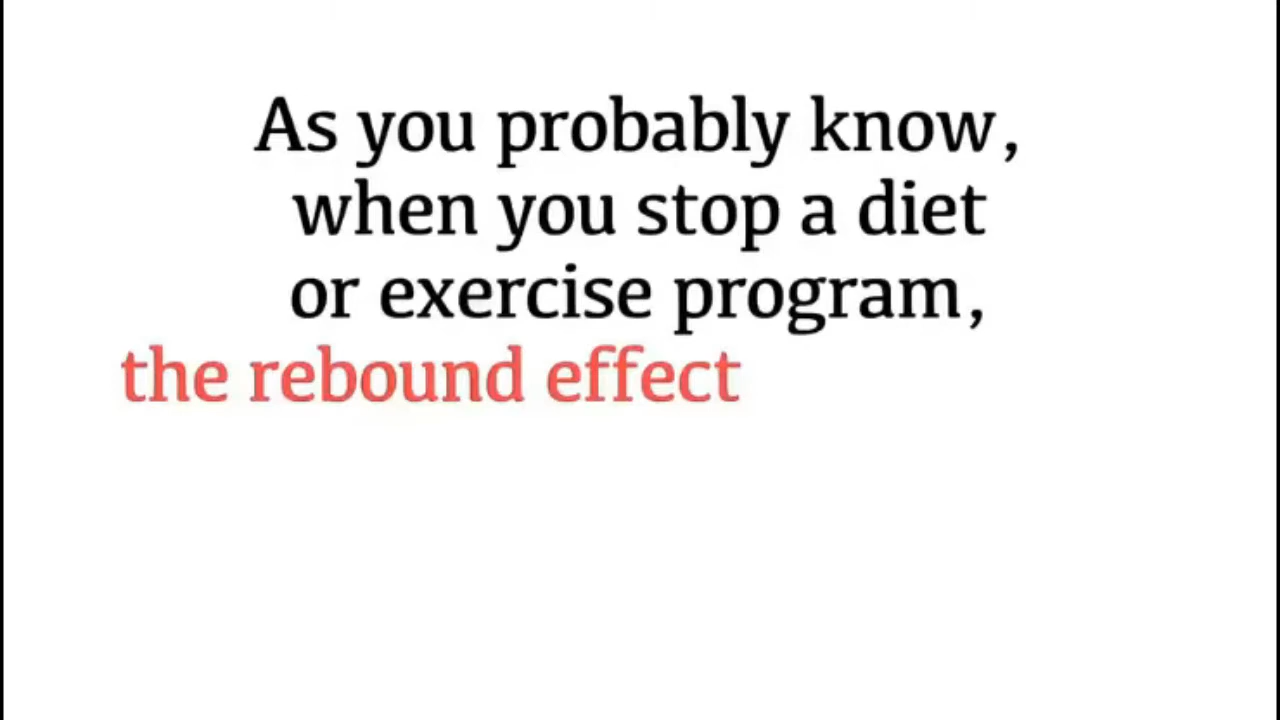 As you probably know,
when you stop a diet
or exercise program,
the rebound effect